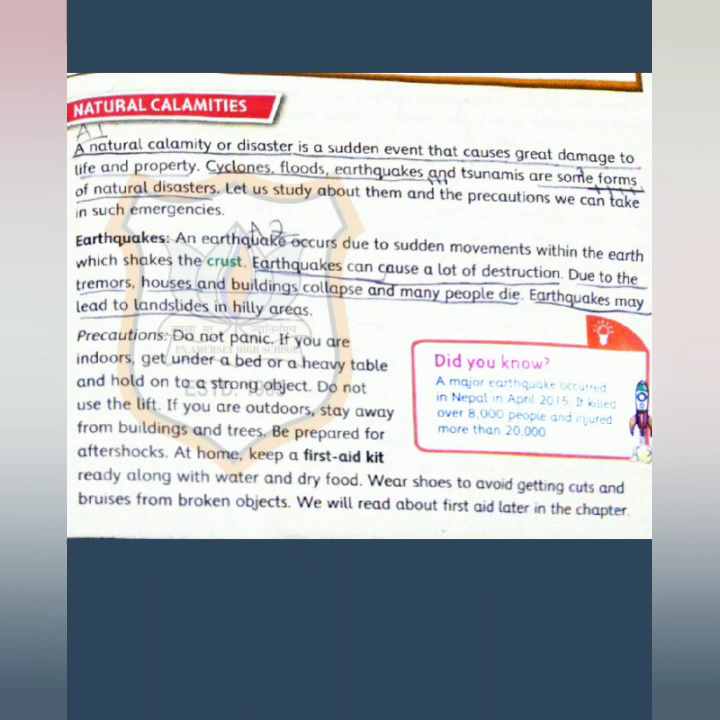 NATURAL CALAMITIES
A1
A natural calamity or disaster is a sudden event that causes great damage to
life and property. Cyclones, floods, earthquakes and tsunamis are some forms
of natural disasters. Let us study about them and the precautions we can take
in such emergencies.
A2
Earthquakes: An earthquake occurs due to sudden movements within the earth
which shakes the crust. Earthquakes can cause a lot of destruction. Due to the
tremors, houses and buildings collapse and many people die. Earthquakes may
lead to landslides in hilly areas.
Precautions: Do not panic. If you are
indoors, get under a bed or a heavy table
and hold on to a strong object. Do not
use the lift. If you are outdoors, stay away
from buildings and trees. Be prepared for
aftershocks. At home, keep a first-aid kit
ready along with water and dry food. Wear shoes to avoid getting cuts and
bruises from broken objects. We will read about first aid later in the chapter.
Did you know?
A major earthquake occurred
in Nepal in April 2015. It killed
over 8,000 people and injured
more than 20,000.
HIGH SCHOOL
ESTD.